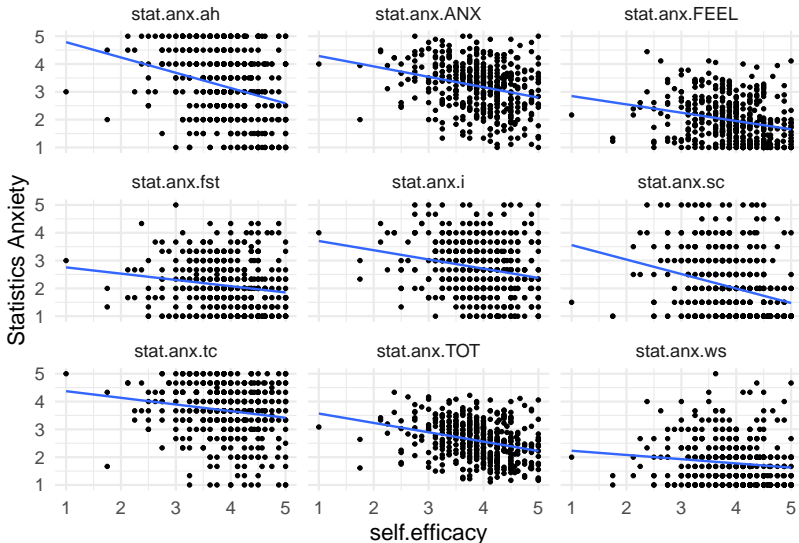 stat.anx.ah stat.anx.ANX stat.anx.FEEL
5
4
3
2
1
stat.anx.fst stat.anx.i stat.anx.sc
5
4
3
2
1
stat.anx.tc stat.anx.TOT stat.anx.ws
5
4
3
2
1
1 2 3 4 5 1 2 3 4 5 1 2 3 4 5
self.efficacy
Statistics Anxiety